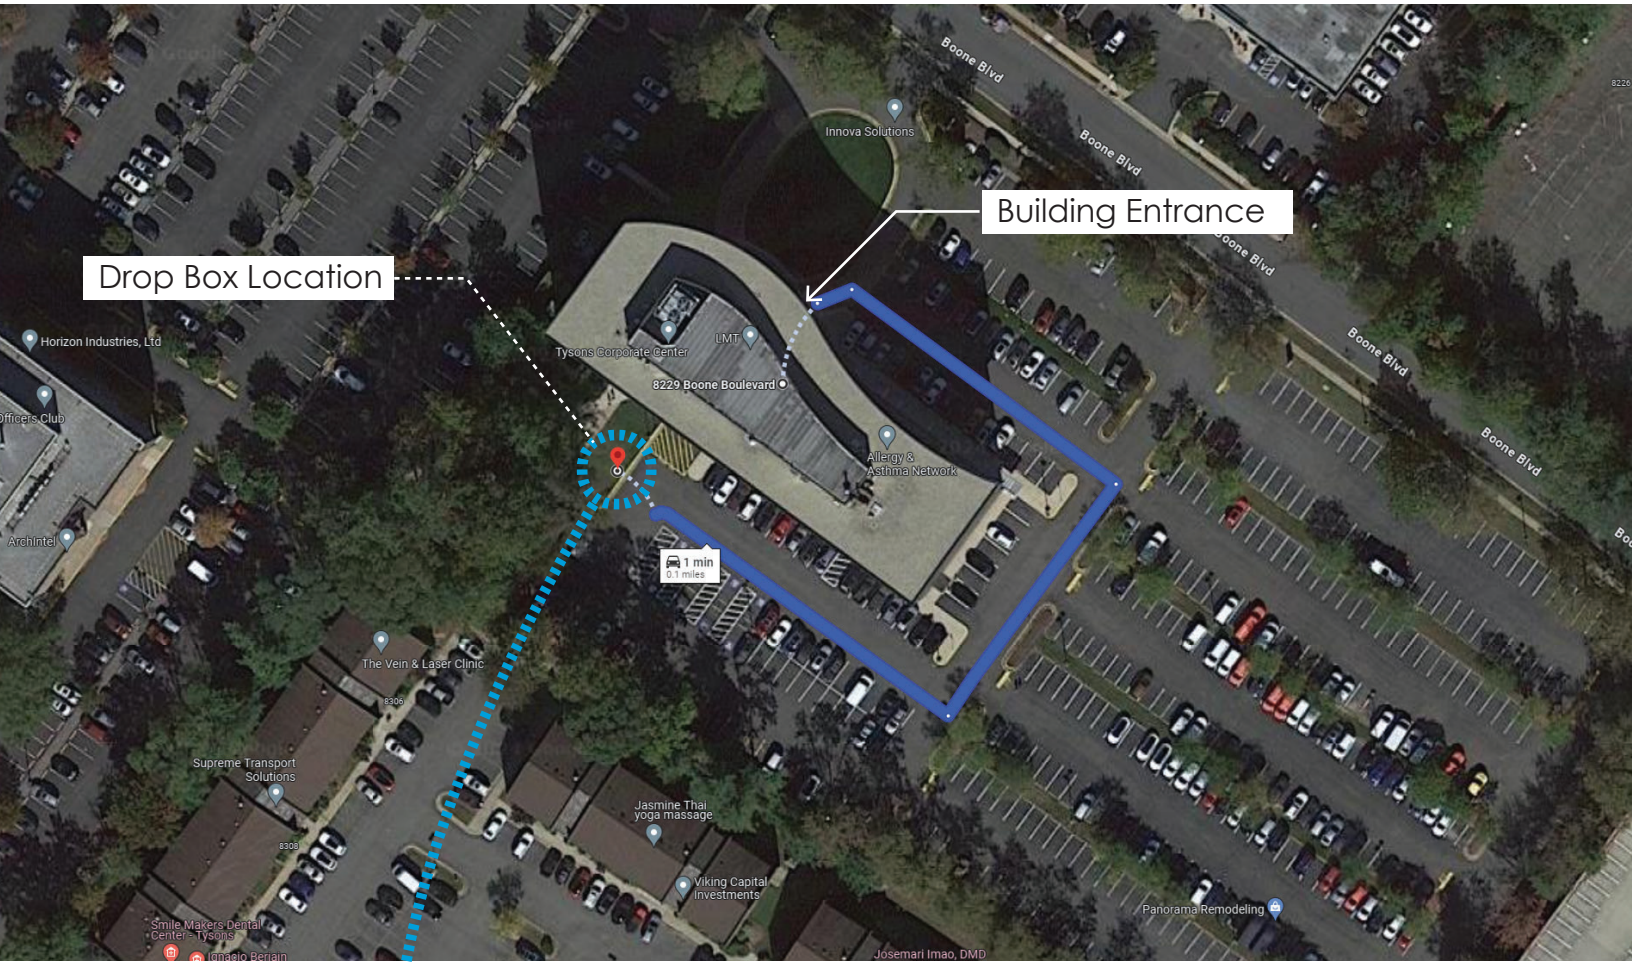 Boone Blvd
8226
Innova Solutions
Boone Blvd
Building Entrance
Boone Blvd
Drop Box Location
Horizon Industries, Ltd
LMT
Tysons Corporate Center
Boone Blvd
8229 Boone Boulevard
Officers Club
Allergy &
Asthma Network
Boone Blvd
ArchIntel
1 min
0.1 miles
The Vein & Laser Clinic
8306
Supreme Transport
Solutions
Jasmine Thai
yoga massage
8308
Viking Capital
Investments
Panorama Remodeling
Smile Makers Dental
Center - Tysons
Ignacio Beriain
Josemari Imao, DMD